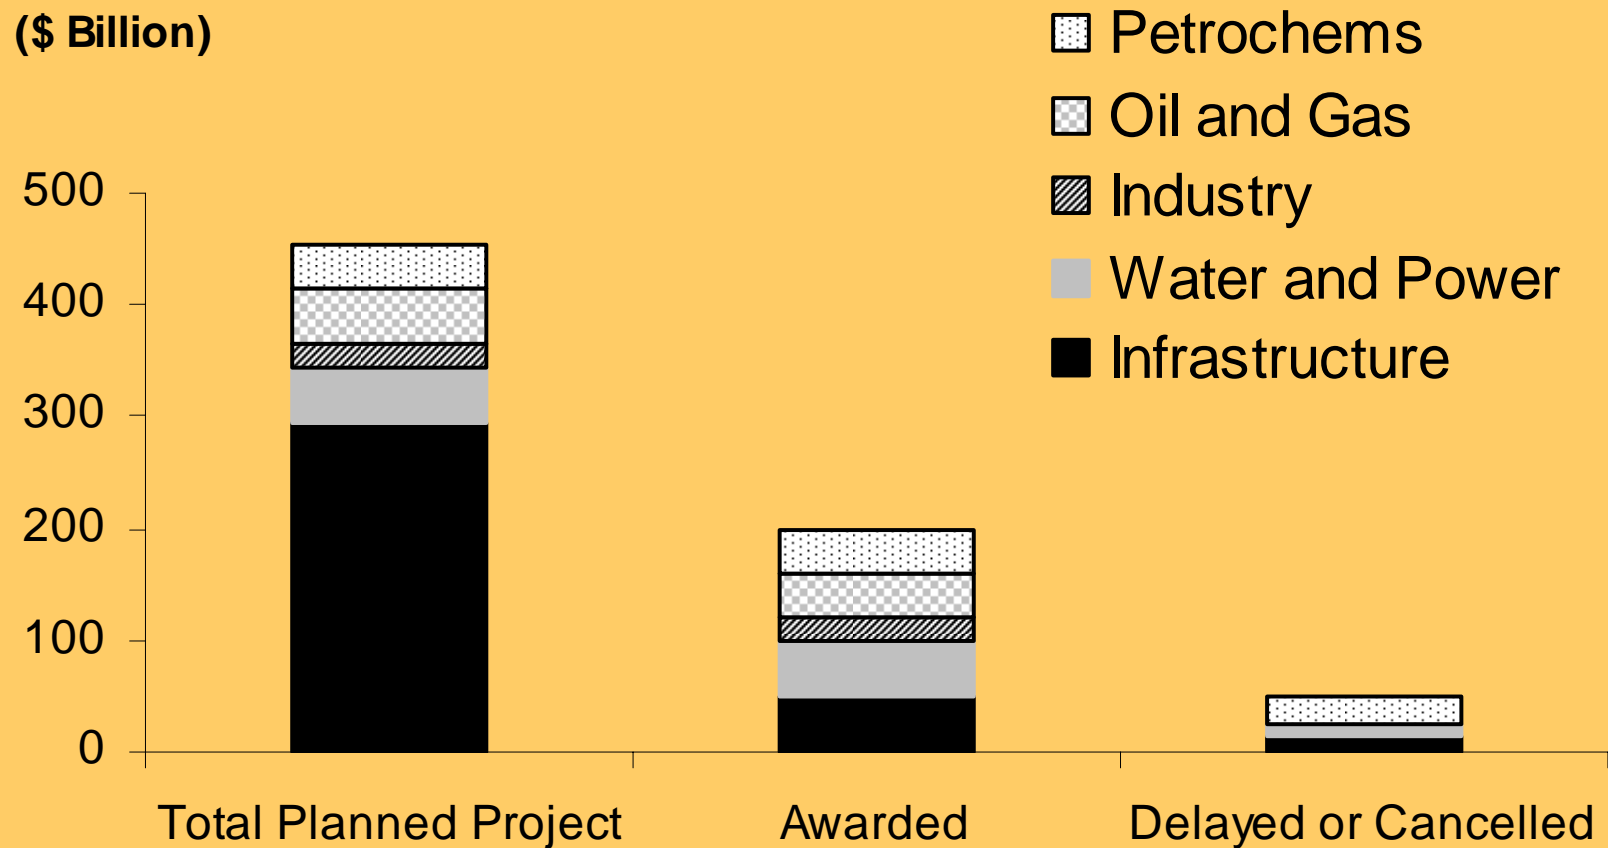 ($ Billion)
Petrochems
Oil and Gas
Industry
Water and Power
Infrastructure
500
400
300
200
100
0
Total Planned Project
Awarded
Delayed or Cancelled